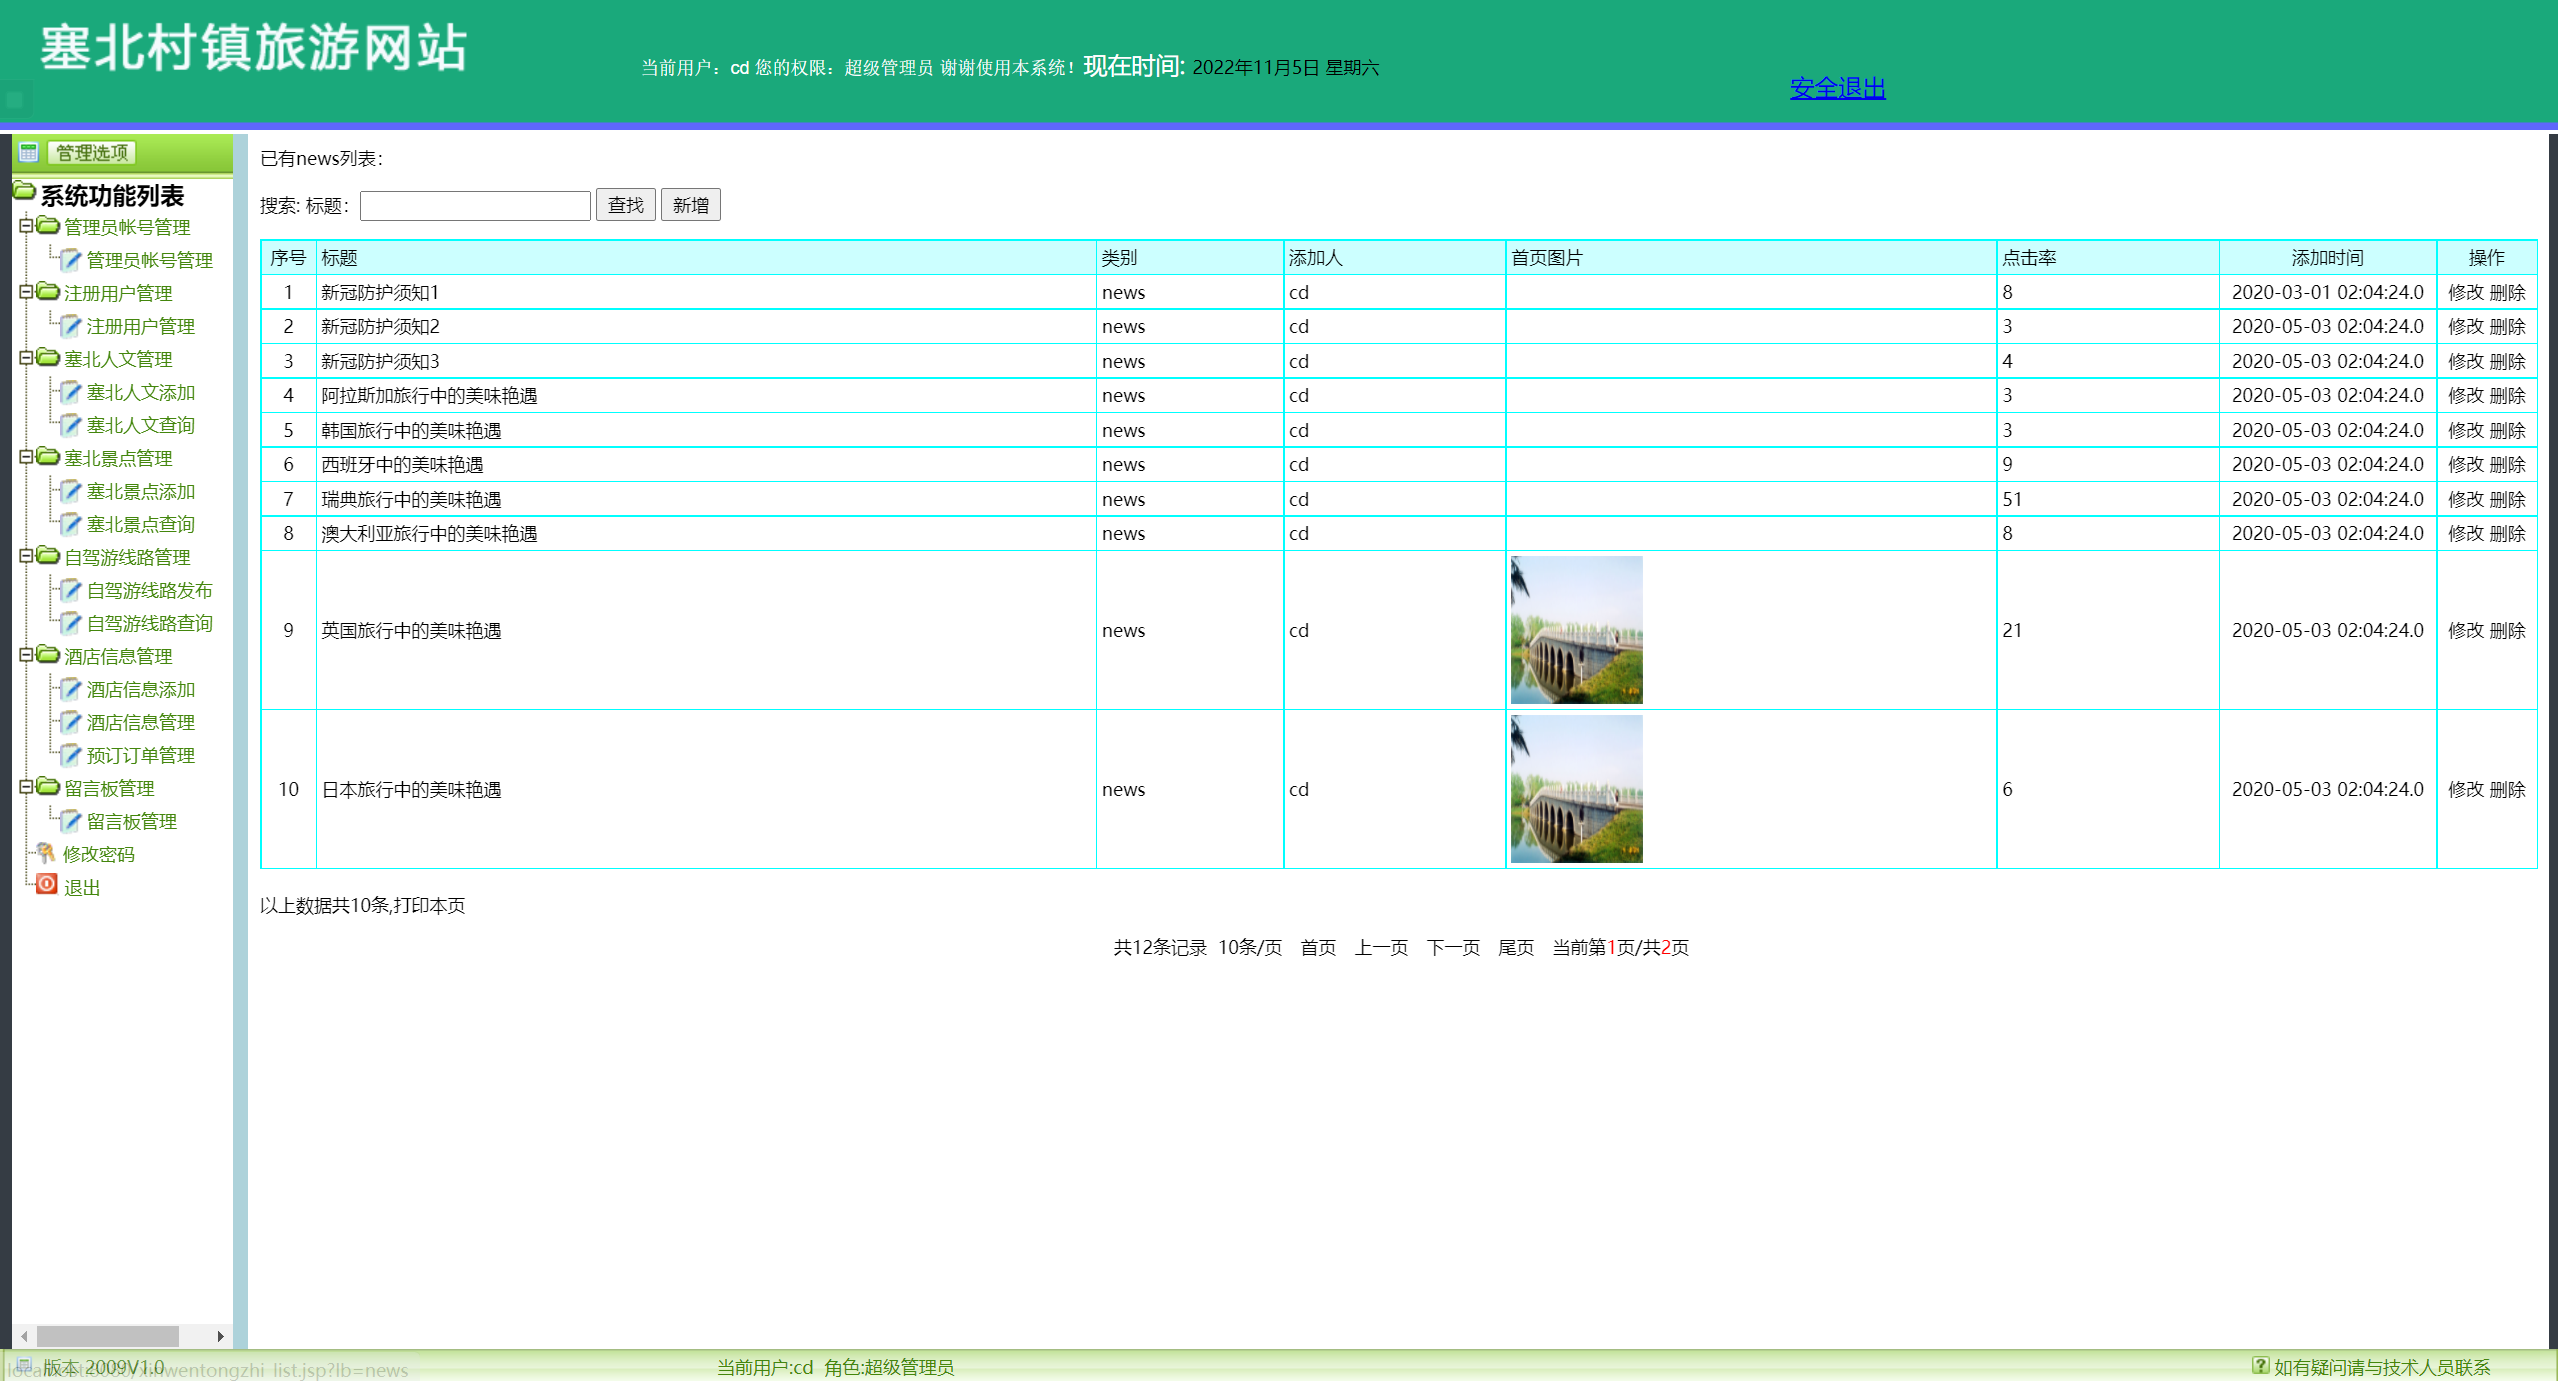 塞北村镇旅游网站
当前用户：cd 您的权限：超级管理员 谢谢使用本系统！现在时间: 2022年11月5日 星期六
安全退出
管理选项
系统功能列表
管理员帐号管理
管理员帐号管理
注册用户管理
注册用户管理
塞北人文管理
塞北人文添加
塞北人文查询
塞北景点管理
塞北景点添加
塞北景点查询
自驾游线路管理
自驾游线路发布
自驾游线路查询
酒店信息管理
酒店信息添加
酒店信息管理
预订订单管理
留言板管理
留言板管理
修改密码
退出
已有news列表：
搜索: 标题： 查找 新增
序号 标题 类别 添加人 首页图片 点击率 添加时间 操作
1 新冠防护须知1 news cd 8 2020-03-01 02:04:24.0 修改 删除
2 新冠防护须知2 news cd 3 2020-05-03 02:04:24.0 修改 删除
3 新冠防护须知3 news cd 4 2020-05-03 02:04:24.0 修改 删除
4 阿拉斯加旅行中的美味艳遇 news cd 3 2020-05-03 02:04:24.0 修改 删除
5 韩国旅行中的美味艳遇 news cd 3 2020-05-03 02:04:24.0 修改 删除
6 西班牙中的美味艳遇 news cd 9 2020-05-03 02:04:24.0 修改 删除
7 瑞典旅行中的美味艳遇 news cd 51 2020-05-03 02:04:24.0 修改 删除
8 澳大利亚旅行中的美味艳遇 news cd 8 2020-05-03 02:04:24.0 修改 删除
9 英国旅行中的美味艳遇 news cd 21 2020-05-03 02:04:24.0 修改 删除
10 日本旅行中的美味艳遇 news cd 6 2020-05-03 02:04:24.0 修改 删除
以上数据共10条,打印本页
共12条记录 10条/页 首页 上一页 下一页 尾页 当前第1页/共2页
版本 2009V1.0
xinwentongzhi_list.jsp?lb=news
当前用户:cd 角色:超级管理员
如有疑问请与技术人员联系